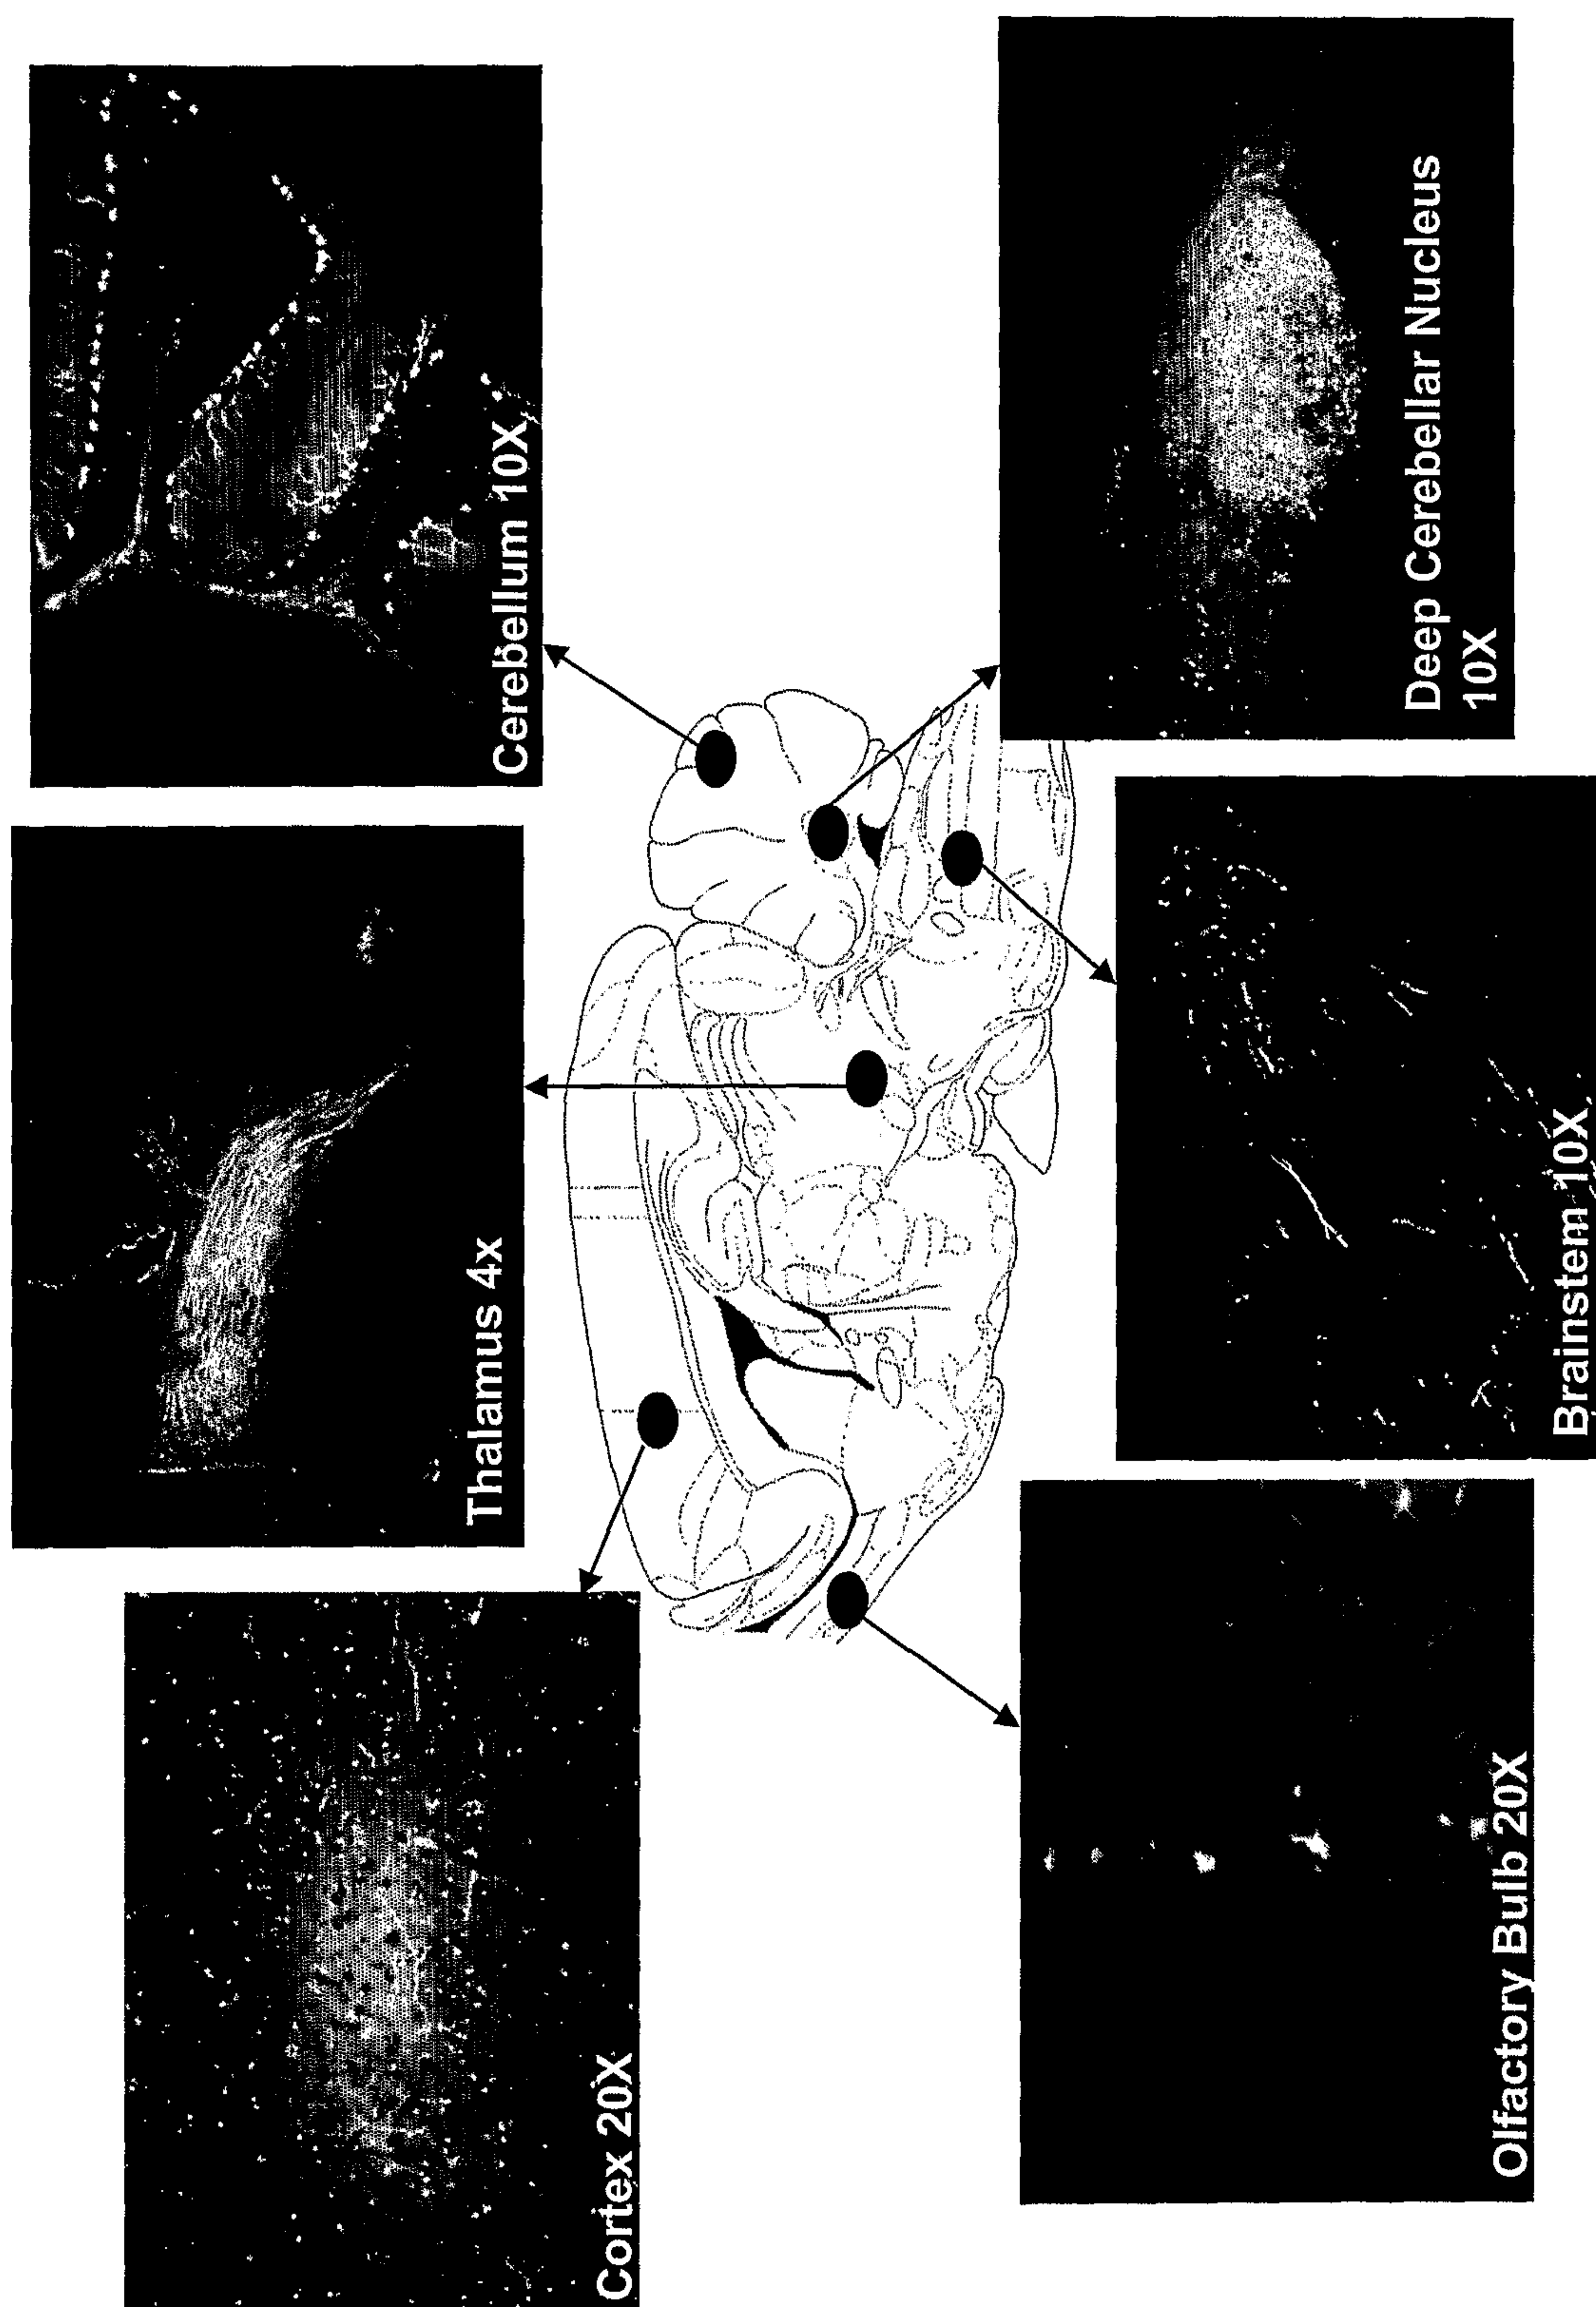 Cortex 20X
Thalamus 4x
Cerebellum 10X
Olfactory Bulb 20X
Brainstem 10X
Deep Cerebellar Nucleus
10X